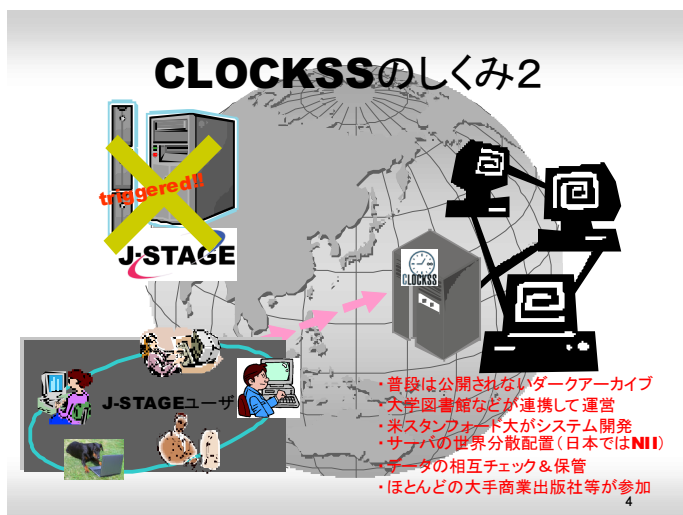 CLOCKSSのしくみ２
triggered!!
J-STAGE
CLOCKSS
J-STAGEユーザ
・普段は公開されないダークアーカイブ
・大学図書館などが連携して運営
・米スタンフォード大がシステム開発
・サーバの世界分散配置（日本ではNII）
・データの相互チェック＆保管
・ほとんどの大手商業出版社等が参加
4